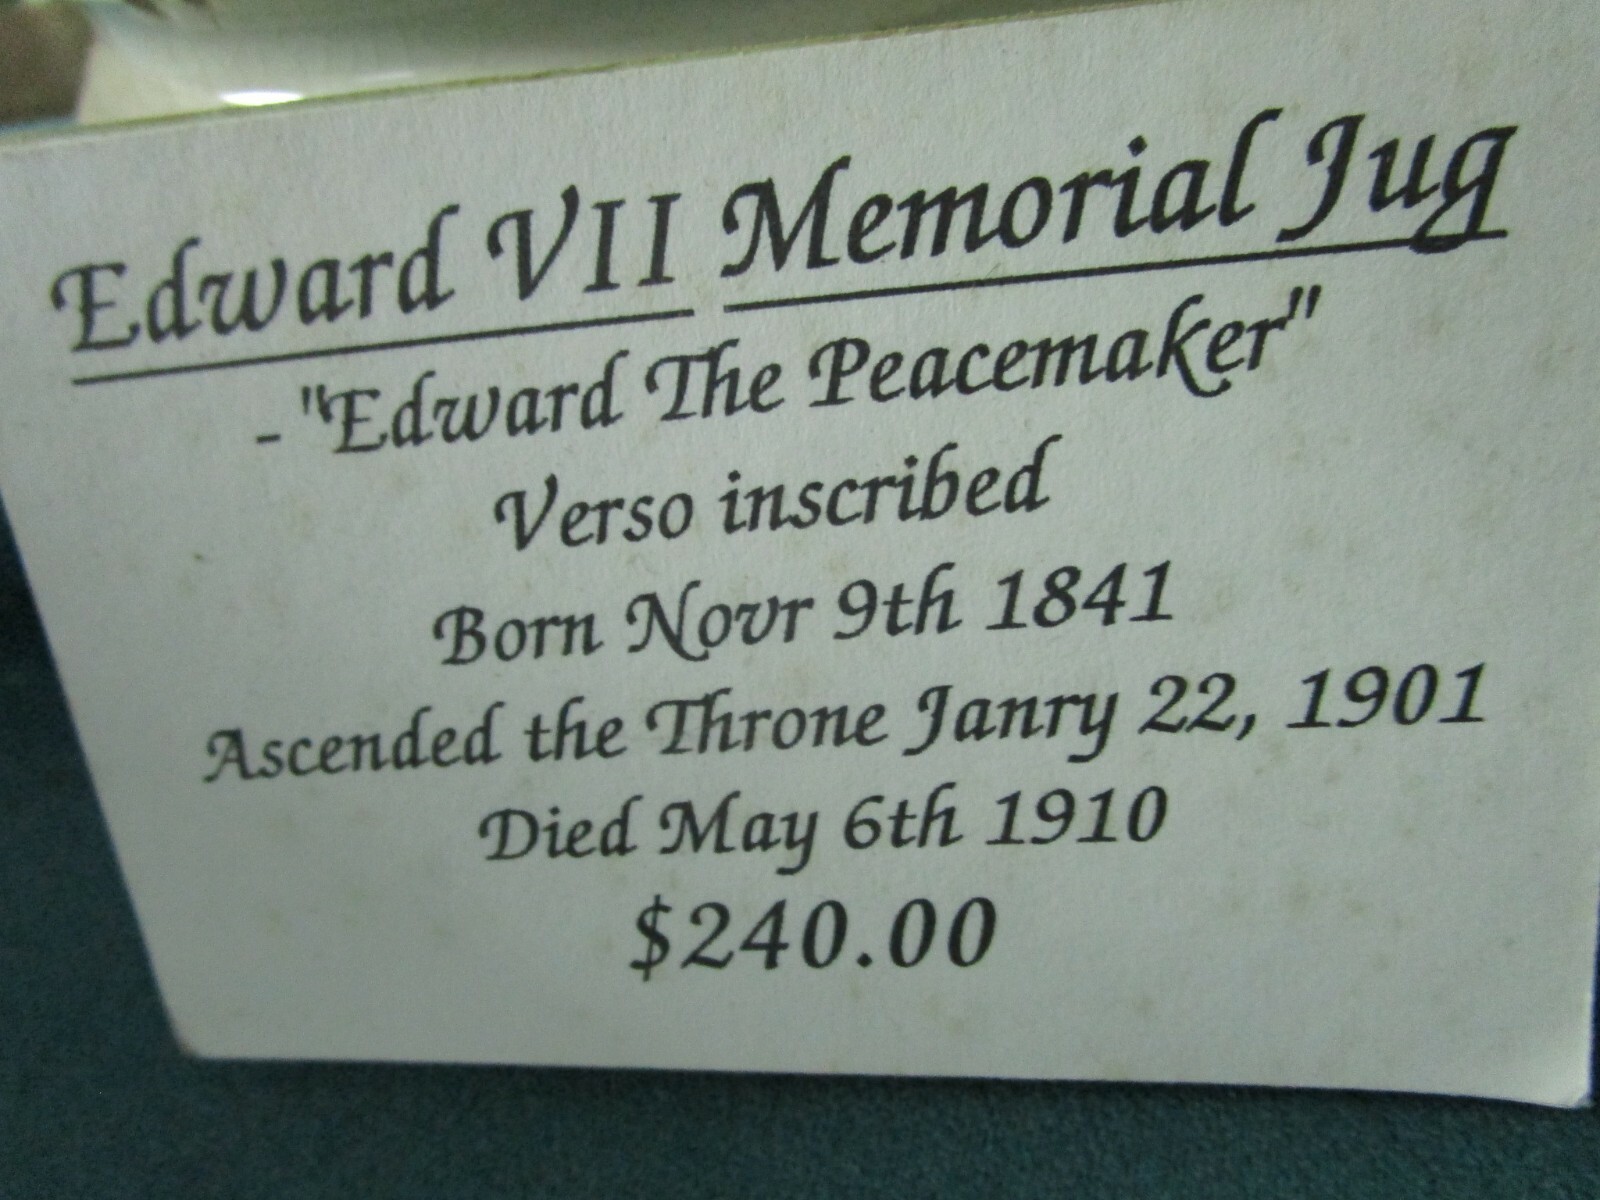 Edward VII Memorial Jug
- "Edward The Peacemaker"
Verso inscribed
Born Novr 9th 1841
Ascended the Throne Janry 22, 1901
Died May 6th 1910
$240.00